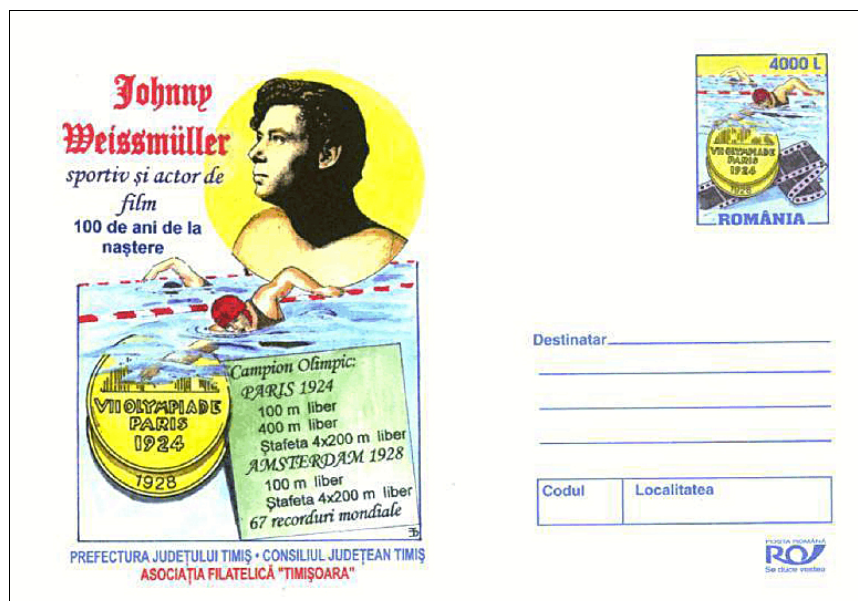 Johnny
Weissmüller
sportiv și actor de
film
100 de ani de la
naștere
4000 L
VII OLYMPIADE
PARIS
1924
1928
ROMÂNIA
Destinatar
Campion Olimpic:
PARIS 1924
100 m liber
400 m liber
Ștafeta 4x200 m liber
AMSTERDAM 1928
100 m liber
Ștafeta 4x200 m liber
67 recorduri mondiale
VII OLYMPIADE
PARIS
1924
1928
Codul
Localitatea
PREFECTURA JUDEȚULUI TIMIȘ • CONSILIUL JUDEȚEAN TIMIȘ
ASOCIAȚIA FILATELICĂ "TIMIȘOARA"
POȘTA ROMÂNĂ
Se duce vestea